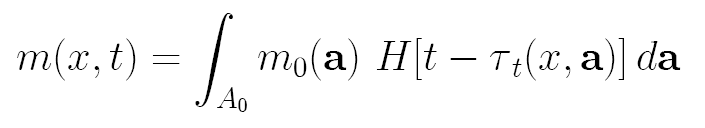 m(x, t) = ∫_{A_0} m_0(𝐚) H[t − τ_t(x, 𝐚)] d𝐚